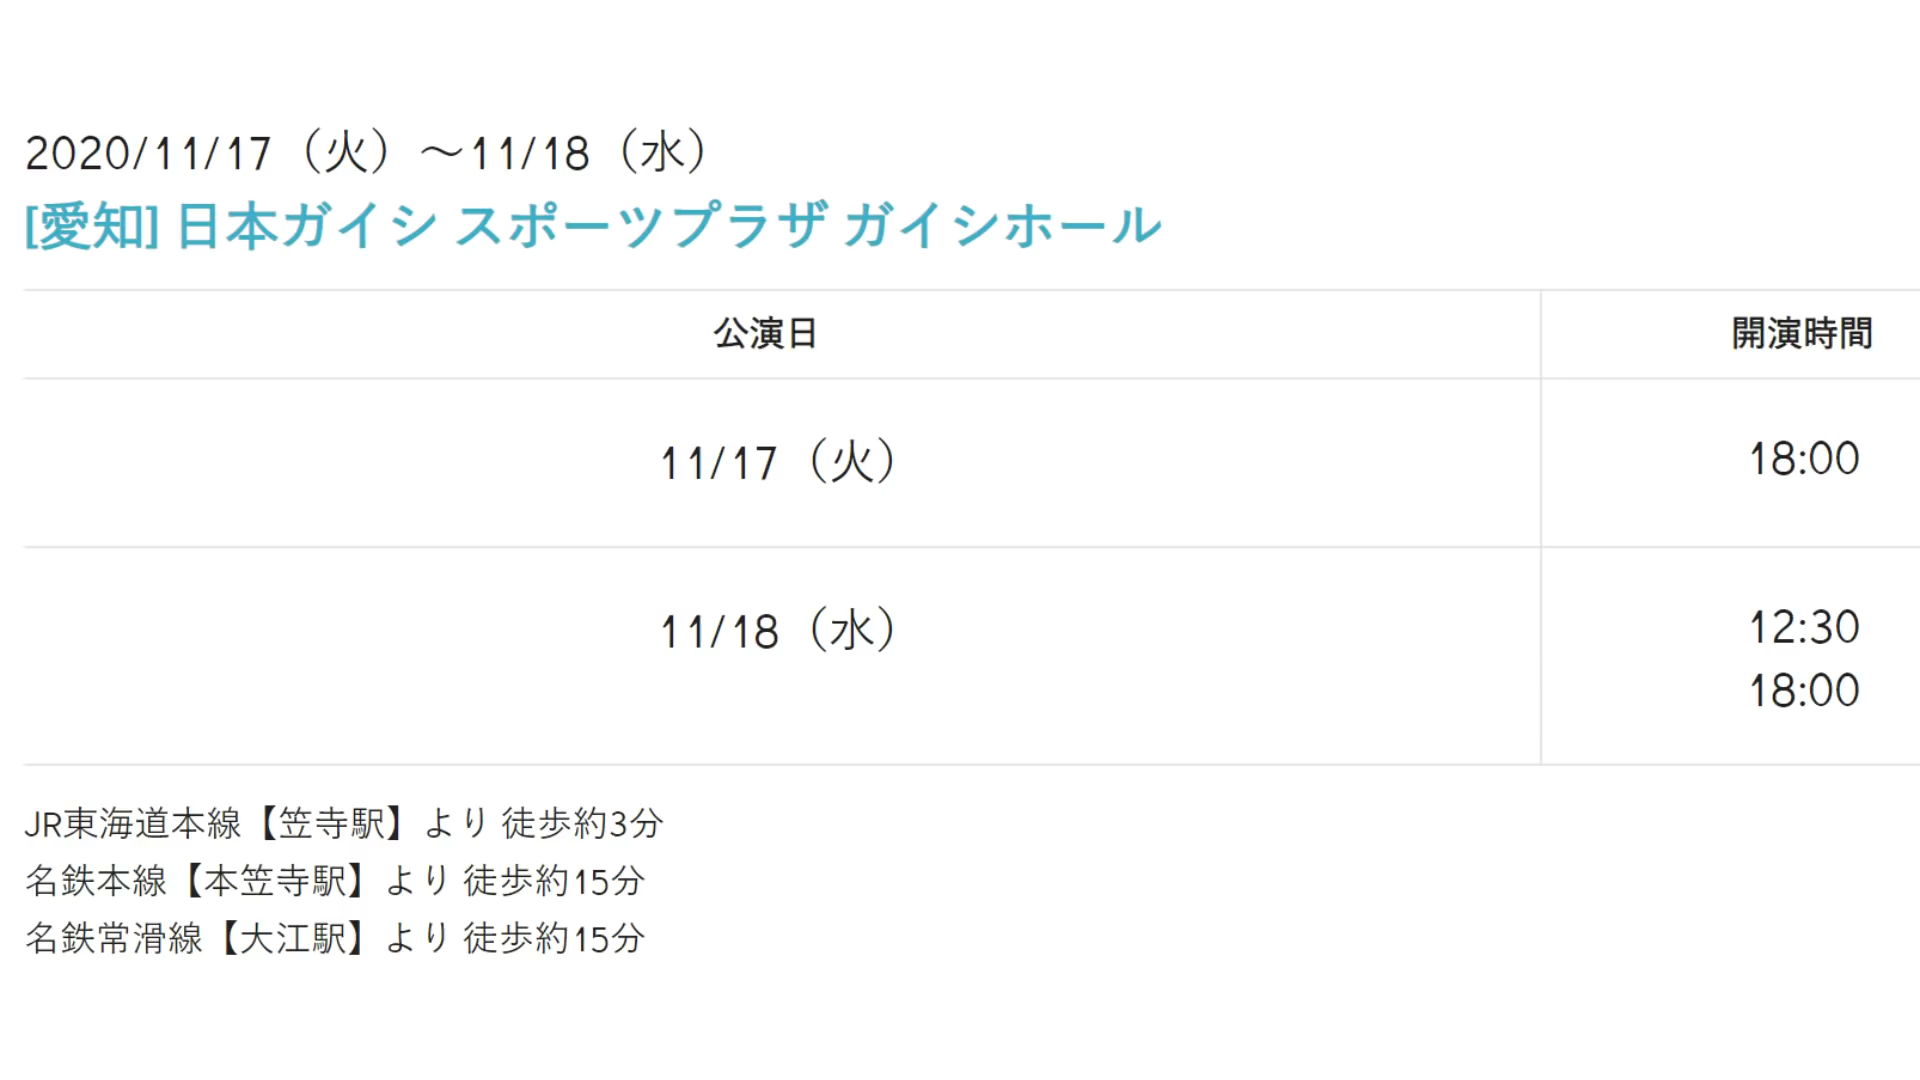 2020/11/17（火）～11/18（水）
[愛知] 日本ガイシ スポーツプラザ ガイシホール
公演日 開演時間
11/17（火） 18:00
11/18（水） 12:30
18:00
JR東海道本線【笠寺駅】より 徒歩約3分
名鉄本線【本笠寺駅】より 徒歩約15分
名鉄常滑線【大江駅】より 徒歩約15分